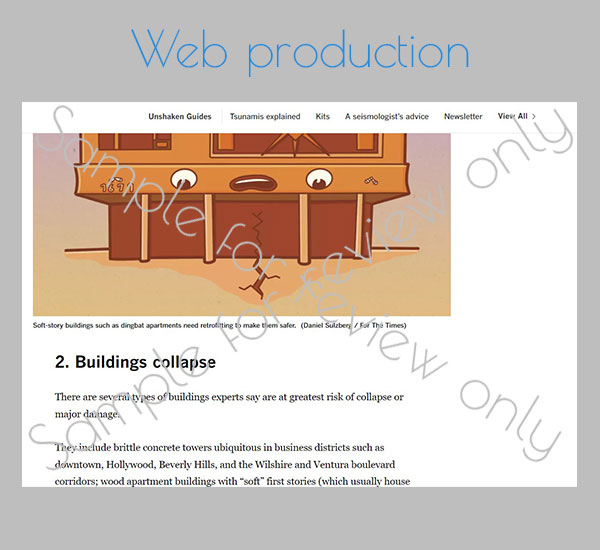 Web production
Unshaken Guides Tsunamis explained Kits A seismologist's advice Newsletter View All >
1671
Soft-story buildings such as dingbat apartments need retrofitting to make them safer. (Daniel Sulzberg / For The Times)
2. Buildings collapse
There are several types of buildings experts say are at greatest risk of collapse or
major damage.
They include brittle concrete towers ubiquitous in business districts such as
downtown, Hollywood, Beverly Hills, and the Wilshire and Ventura boulevard
corridors; wood apartment buildings with “soft” first stories (which usually house
Sample for review only
Sample for review only